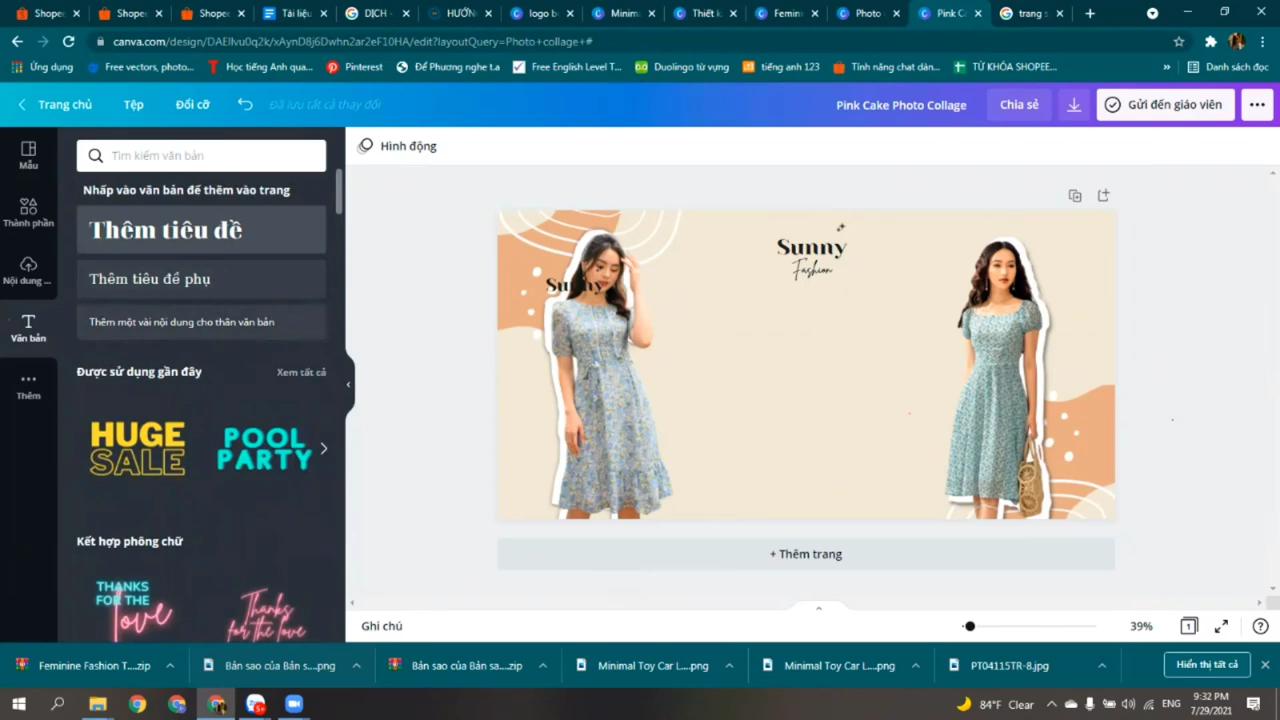 Shopee
Shopee
Shopee
Tài liệu
DỊCH -
HƯỚN
logo b
Minim
Thiết k
Femin
Photo
Pink Ca
trang s
canva.com/design/DAEllvu0q2k/xAynD8j6Dwhn2ar2eF10HA/edit?layoutQuery=Photo+collage+#
Ứng dụng
Free vectors, photo...
Học tiếng Anh qua...
Pinterest
Để Phương nghe t.a
Free English Level T...
Duolingo từ vựng
tiếng anh 123
Tính năng chat dàn...
TỪ KHÓA SHOPEE...
»
Danh sách đọc
Trang chủ
Tệp
Đổi cỡ
Đã lưu tất cả thay đổi
Pink Cake Photo Collage
Chia sẻ
Gửi đến giáo viên
Mẫu
Thành phần
Nội dung ...
Văn bản
Thêm
Tìm kiếm văn bản
Nhấp vào văn bản để thêm vào trang
Thêm tiêu đề
Thêm tiêu đề phụ
Thêm một vài nội dung cho thân văn bản
Được sử dụng gần đây
Xem tất cả
HUGE
SALE
POOL
PARTY
Kết hợp phông chữ
THANKS
FOR THE
love
Thanks
for the love
Hình động
Sunny
Fashion
Sunny
+ Thêm trang
Ghi chú
39%
1
Feminine Fashion T....zip
Bản sao của Bản s....png
Bản sao của Bản sa....zip
Minimal Toy Car L....png
Minimal Toy Car L....png
PT04115TR-8.jpg
Hiển thị tất cả
5+
84°F Clear
ENG
9:32 PM
7/29/2021